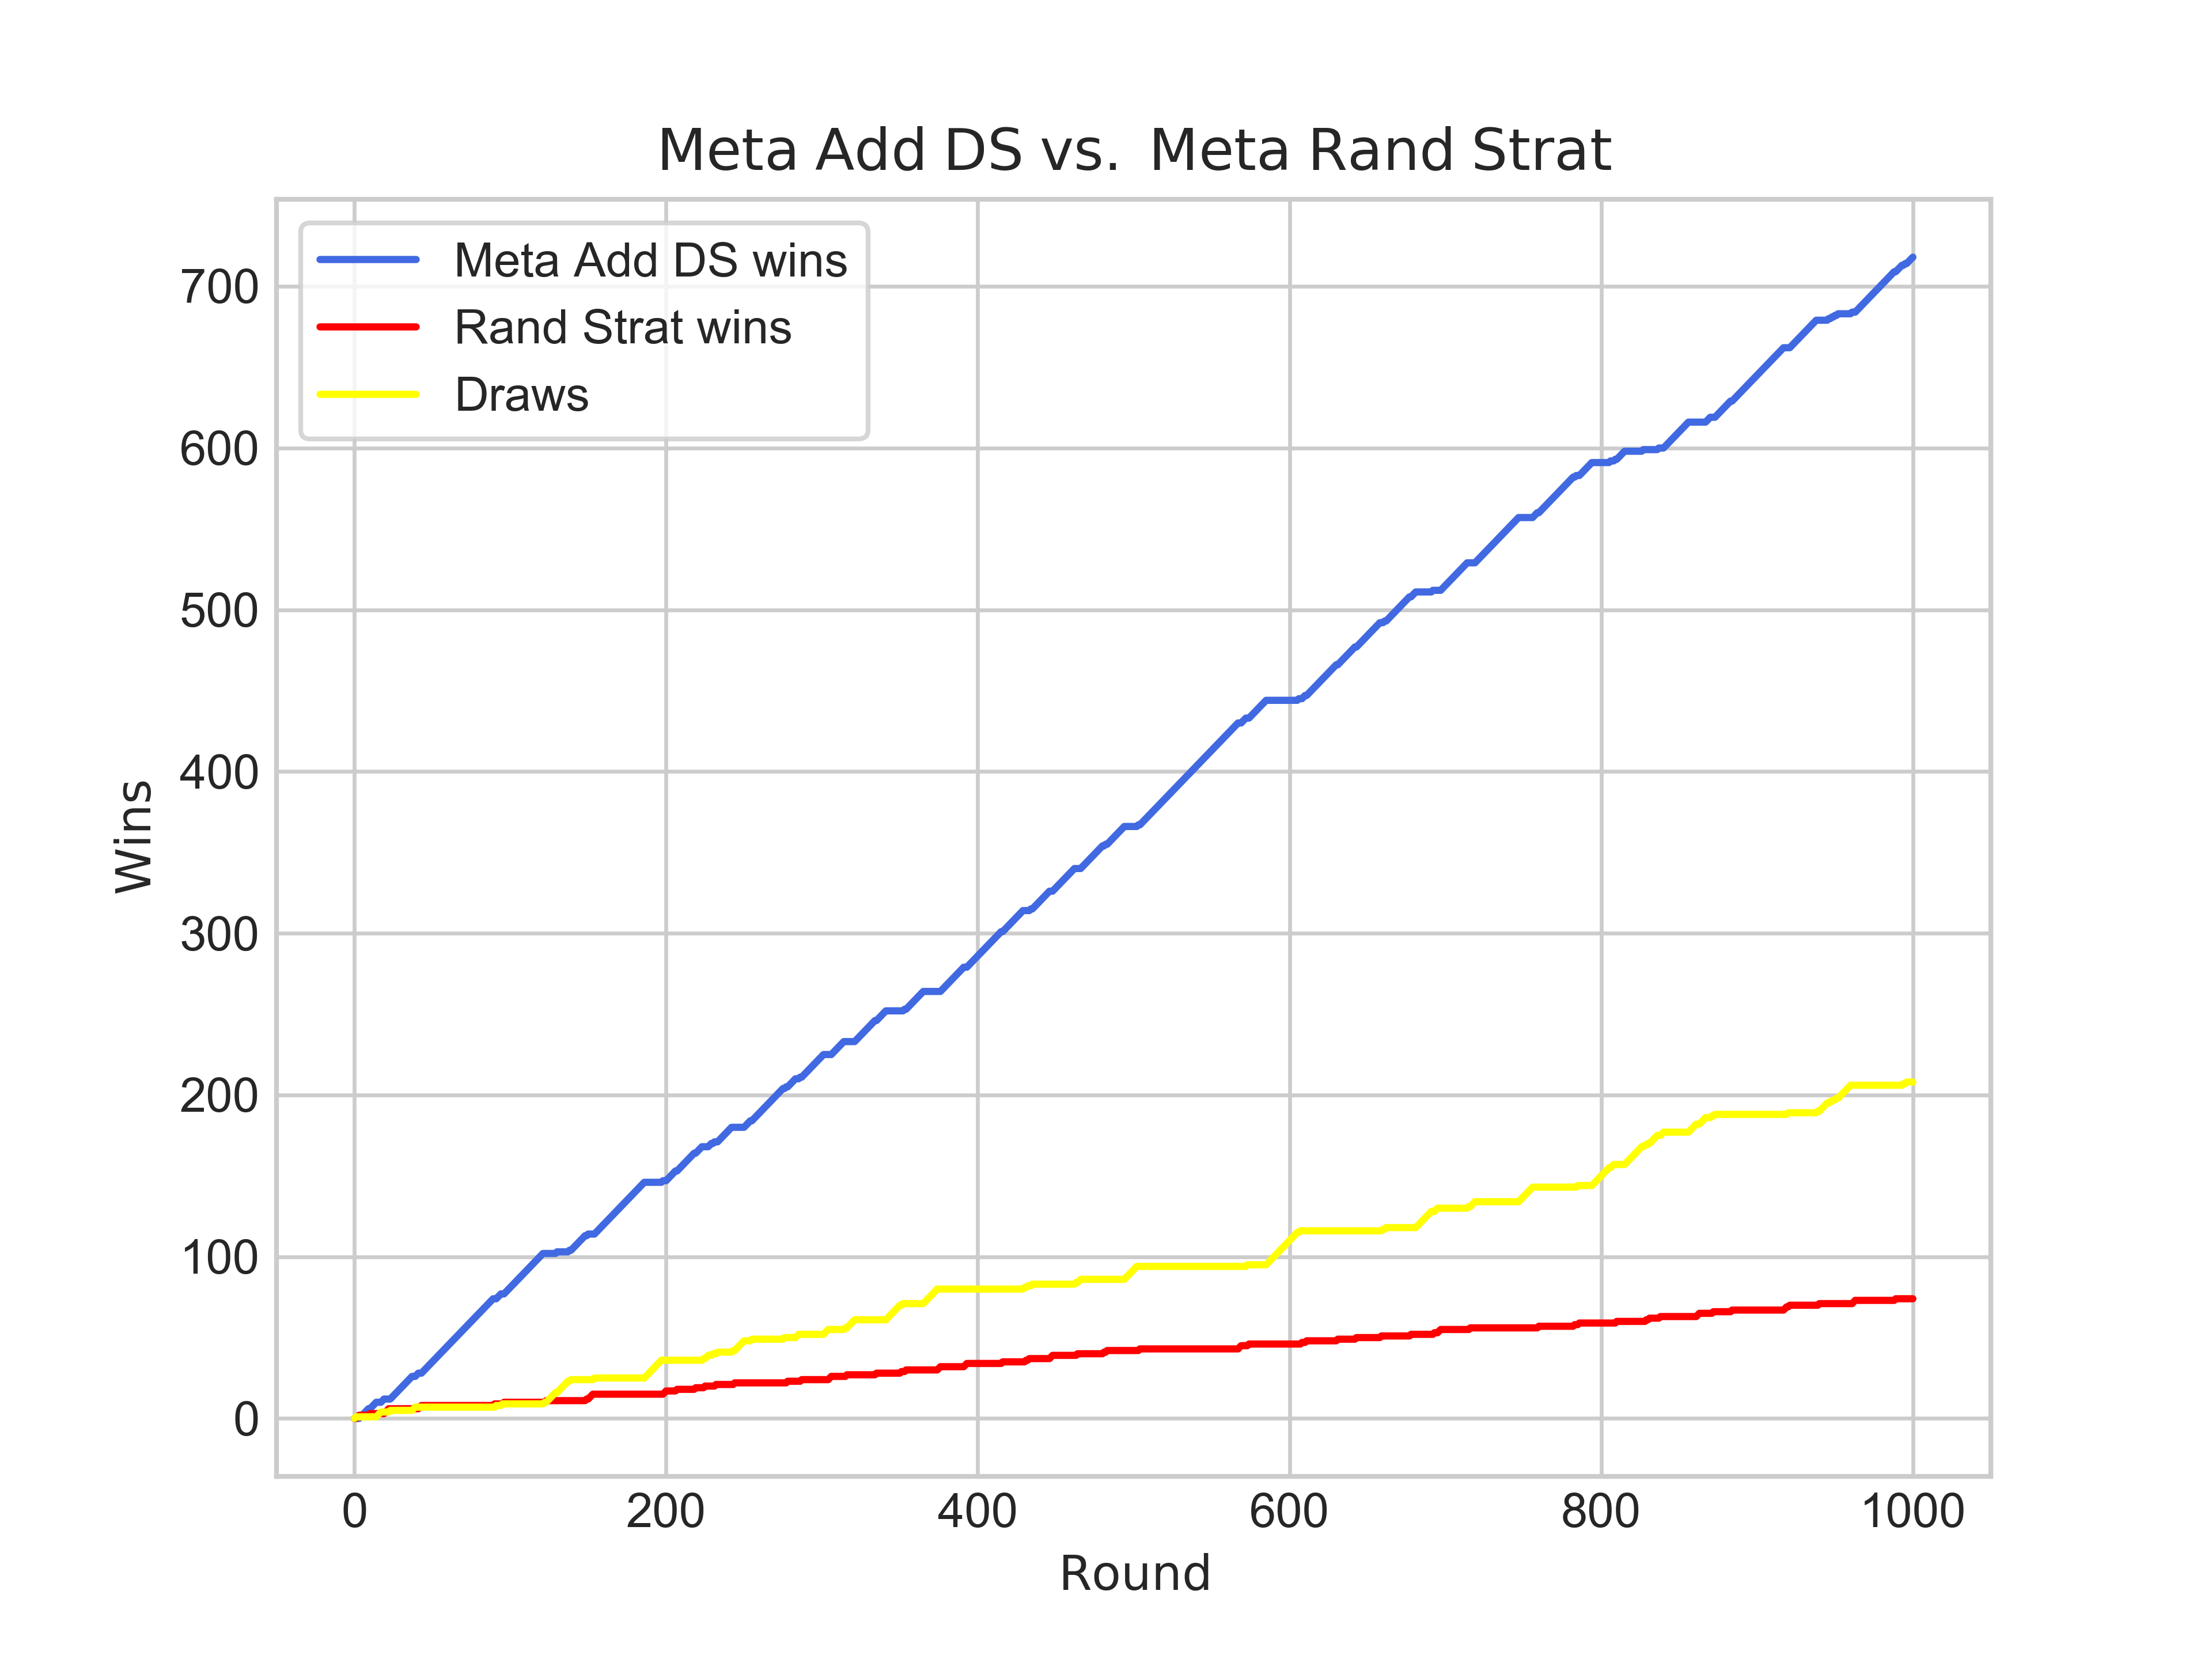 Meta Add DS vs. Meta Rand Strat
Meta Add DS wins
Rand Strat wins
Draws
700
600
500
400
300
200
100
0
Wins
0 200 400 600 800 1000
Round